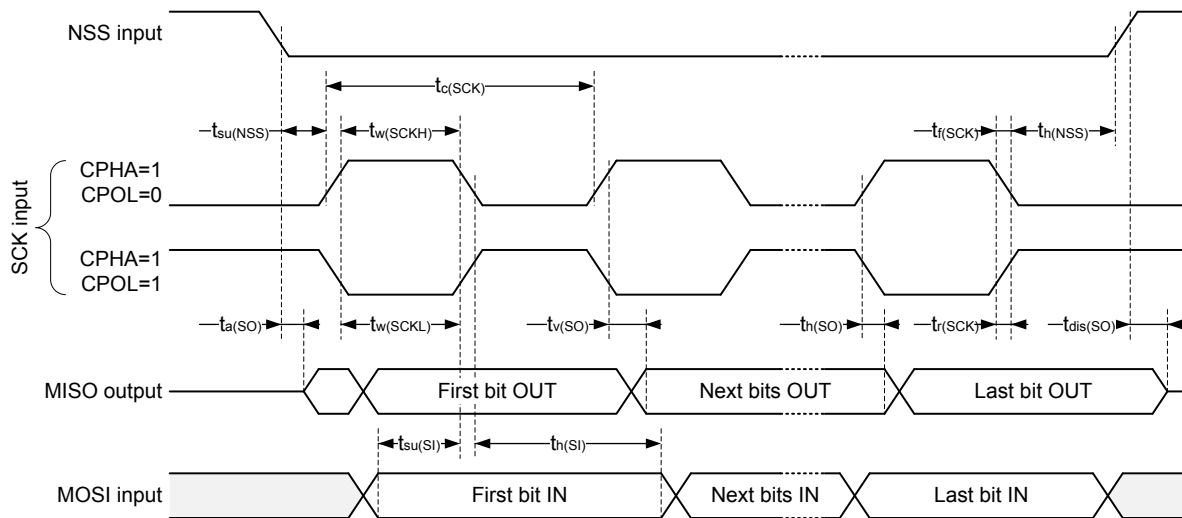 NSS input
tc(SCK)
tsu(NSS)
tw(SCKH)
tf(SCK)
th(NSS)
SCK input
CPHA=1
CPOL=0
CPHA=1
CPOL=1
ta(SO)
tw(SCKL)
tv(SO)
th(SO)
tr(SCK)
tdis(SO)
MISO output
First bit OUT
Next bits OUT
Last bit OUT
tsu(SI)
th(SI)
MOSI input
First bit IN
Next bits IN
Last bit IN